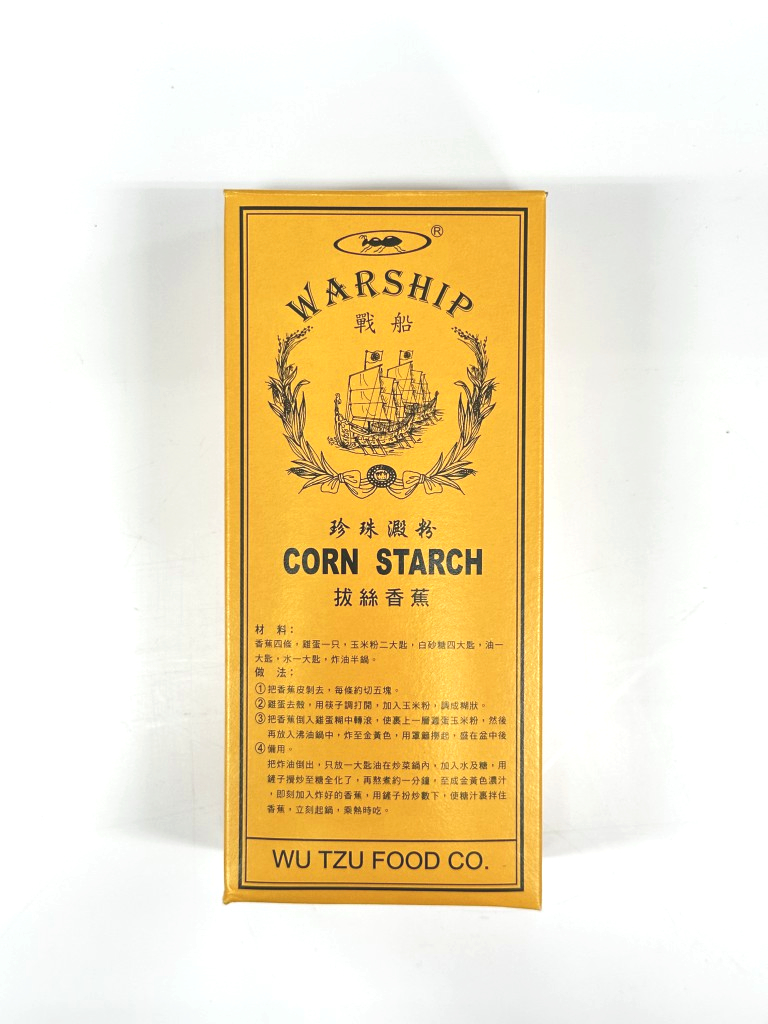 ®
WARSHIP
戰船
珍珠澱粉
CORN STARCH
拔絲香蕉
材 料：
香蕉四條，雞蛋一只，玉米粉二大匙，白砂糖四大匙，油一
大匙，水一大匙，炸油半鍋。
做 法：
①把香蕉皮剝去，每條約切五塊。
②雞蛋去殼，用筷子調打開，加入玉米粉，調成糊狀。
③把香蕉倒入雞蛋糊中轉滾，使裹上一層雞蛋玉米粉，然後
再放入沸油鍋中，炸至金黃色，用罩籬撈起，盛在盆中後
④備用。
把炸油倒出，只放一大匙油在炒菜鍋內，加入水及糖，用
鏟子攪炒至糖全化了，再熬煮約一分鐘，至成金黃色濃汁
，即刻加入炸好的香蕉，用鏟子扮炒數下，使糖汁裹拌住
香蕉，立刻起鍋，乘熱時吃。
WU TZU FOOD CO.